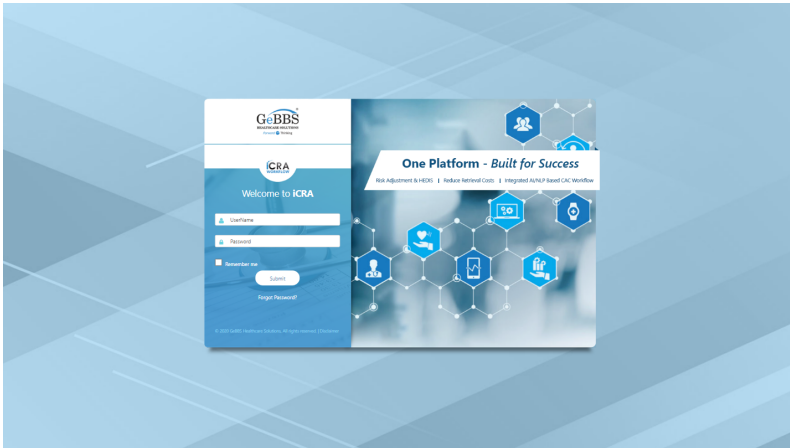 GeBBS
HEALTHCARE SOLUTIONS
iCRA
WORKFLOW
Welcome to iCRA
UserName
Password
Remember me
Submit
Forgot Password?
One Platform - Built for Success
Risk Adjustment & HEDIS | Reduce Retrieval Costs | Integrated AI/NLP Based CAC Workflow